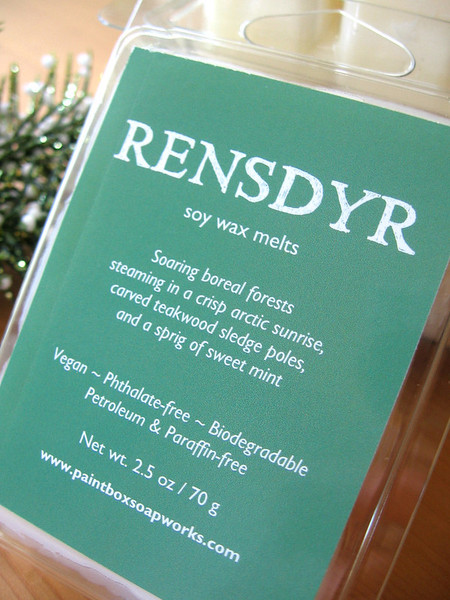 RENSDYR
soy wax melts
Soaring boreal forests
steaming in a crisp arctic sunrise,
carved teakwood sledge poles,
and a sprig of sweet mint
Vegan ~ Phthalate-free ~ Biodegradable
Petroleum & Paraffin-free
Net wt. 2.5 oz / 70 g
www.paintboxsoapworks.com